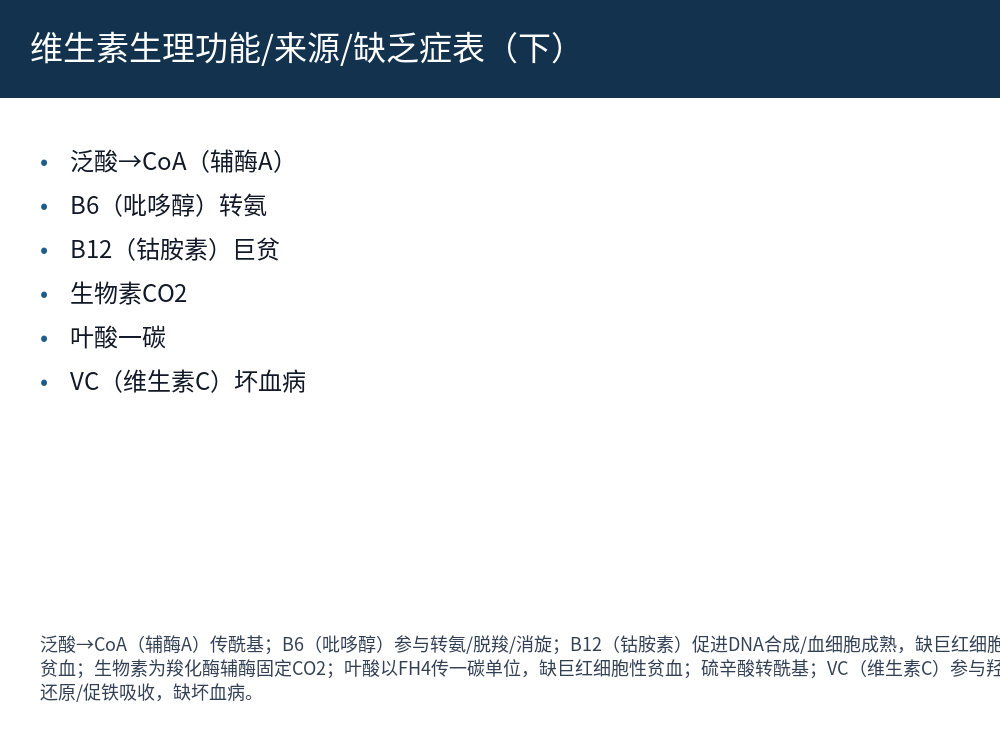 维生素生理功能/来源/缺乏症表（下）
• 泛酸→CoA（辅酶A）
• B6（吡哆醇）转氨
• B12（钴胺素）巨贫
• 生物素CO2
• 叶酸一碳
• VC（维生素C）坏血病
泛酸→CoA（辅酶A）传酰基；B6（吡哆醇）参与转氨/脱羧/消旋；B12（钴胺素）促进DNA合成/血细胞成熟，缺巨红细胞
贫血；生物素为羧化酶辅酶固定CO2；叶酸以FH4传一碳单位，缺巨红细胞性贫血；硫辛酸转酰基；VC（维生素C）参与羟
还原/促铁吸收，缺坏血病。